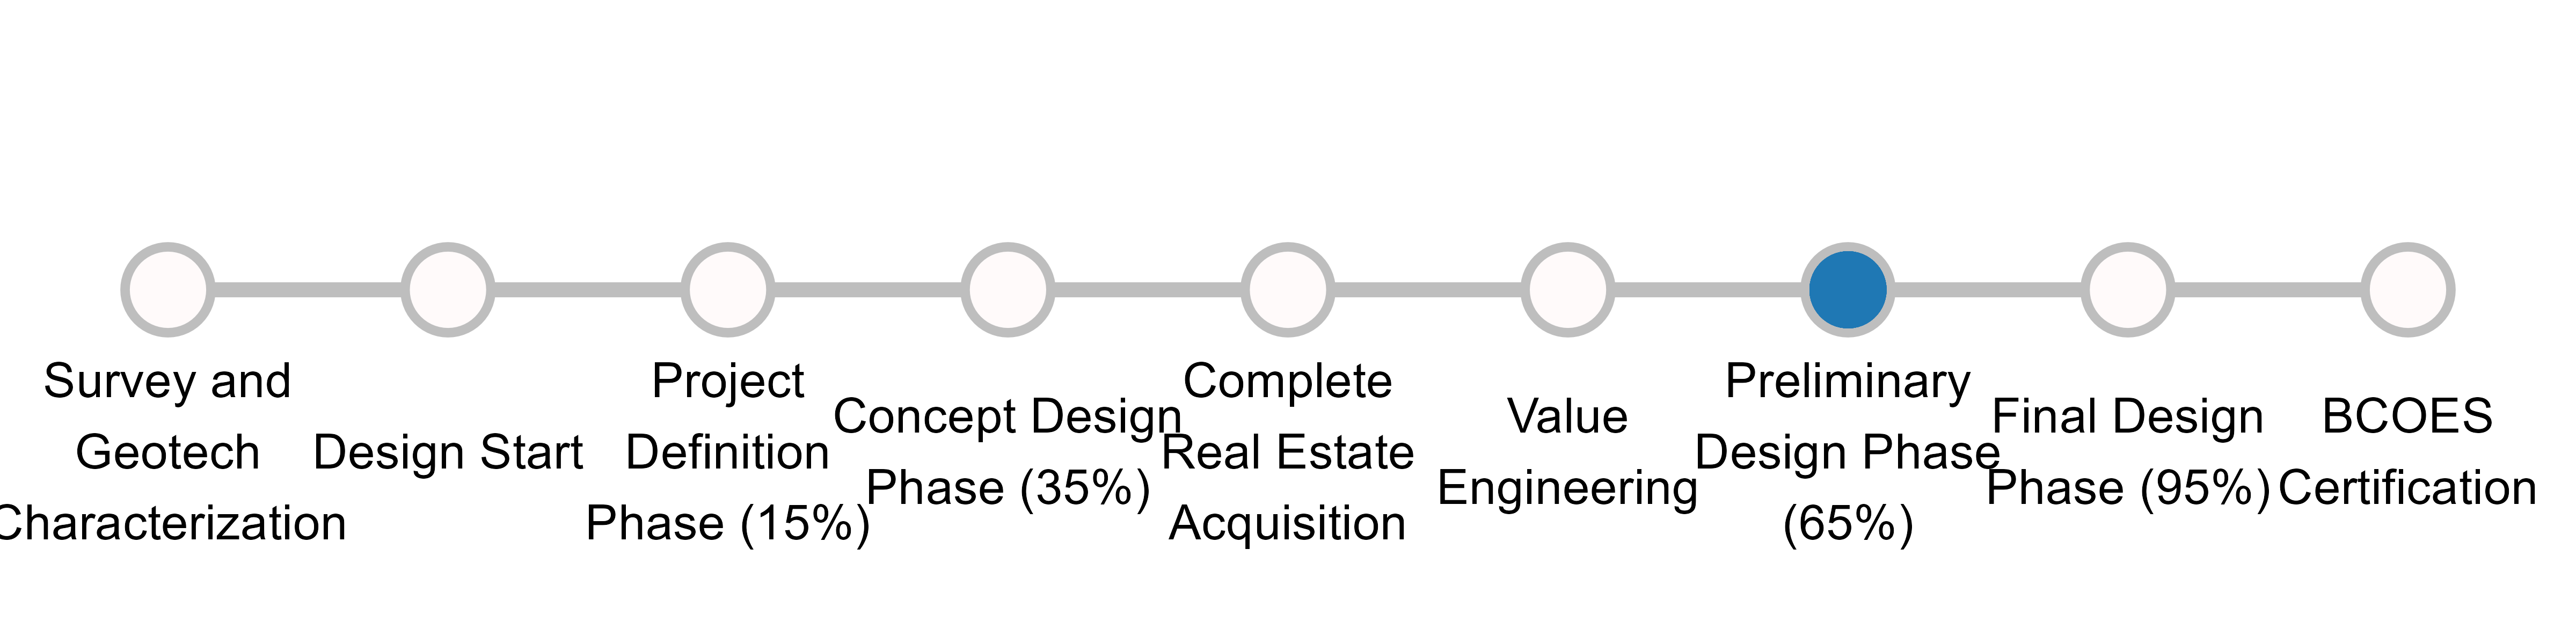 Survey and
Geotech
Characterization
Design Start
Project
Definition
Phase (15%)
Concept Design
Phase (35%)
Complete
Real Estate
Acquisition
Value
Engineering
Preliminary
Design Phase
(65%)
Final Design
Phase (95%)
BCOES
Certification